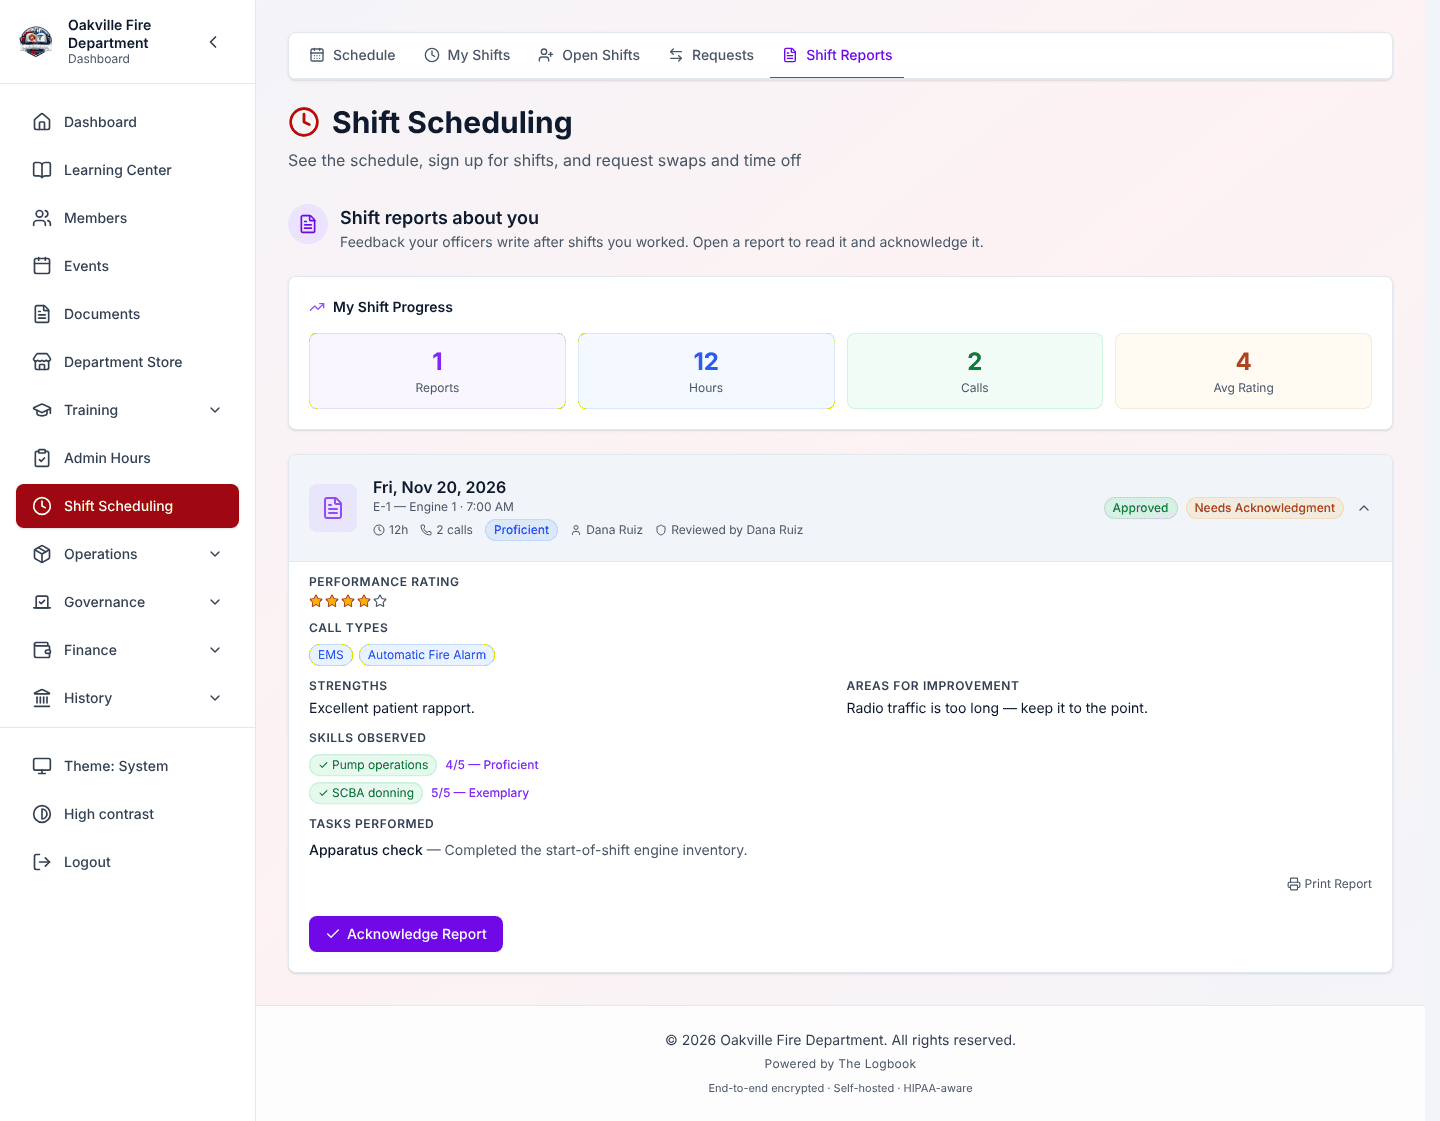 Oakville Fire
Department
Dashboard
Dashboard
Learning Center
Members
Events
Documents
Department Store
Training
Admin Hours
Shift Scheduling
Operations
Governance
Finance
History
Theme: System
High contrast
Logout
Schedule
My Shifts
Open Shifts
Requests
Shift Reports
Shift Scheduling
See the schedule, sign up for shifts, and request swaps and time off
Shift reports about you
Feedback your officers write after shifts you worked. Open a report to read it and acknowledge it.
My Shift Progress
1
Reports
12
Hours
2
Calls
4
Avg Rating
Fri, Nov 20, 2026
E-1 — Engine 1 · 7:00 AM
12h 2 calls Proficient Dana Ruiz Reviewed by Dana Ruiz
Approved
Needs Acknowledgment
PERFORMANCE RATING
CALL TYPES
EMS Automatic Fire Alarm
STRENGTHS
Excellent patient rapport.
AREAS FOR IMPROVEMENT
Radio traffic is too long — keep it to the point.
SKILLS OBSERVED
Pump operations 4/5 — Proficient
SCBA donning 5/5 — Exemplary
TASKS PERFORMED
Apparatus check — Completed the start-of-shift engine inventory.
Print Report
Acknowledge Report
© 2026 Oakville Fire Department. All rights reserved.
Powered by The Logbook
End-to-end encrypted · Self-hosted · HIPAA-aware